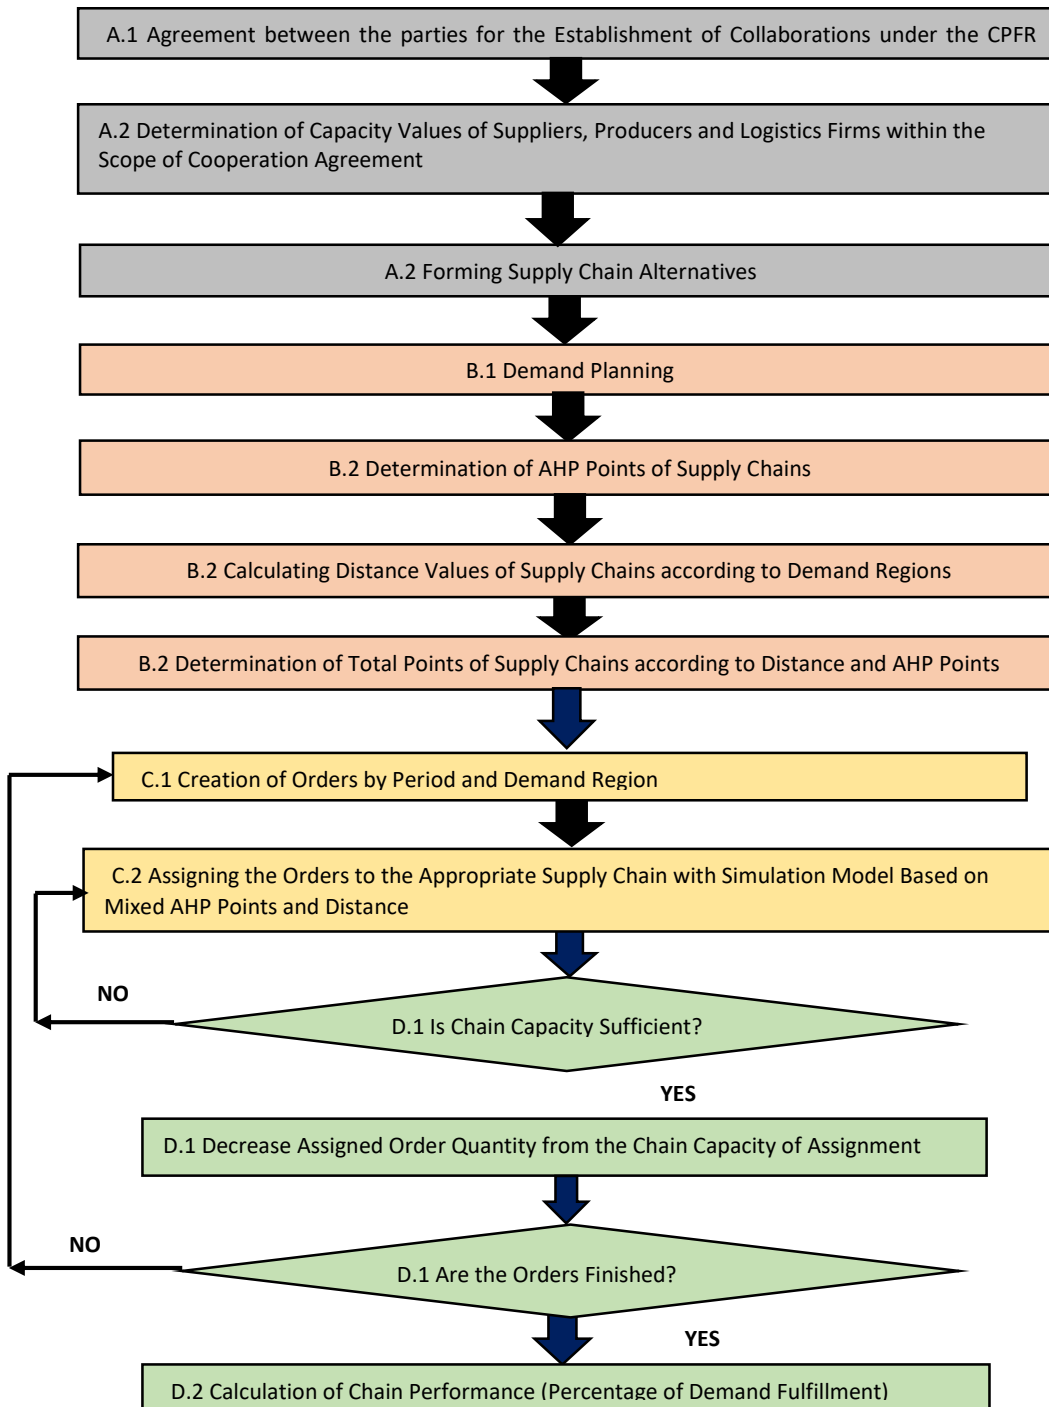 A.1 Agreement between the parties for the Establishment of Collaborations under the CPFR
A.2 Determination of Capacity Values of Suppliers, Producers and Logistics Firms within the
Scope of Cooperation Agreement
A.2 Forming Supply Chain Alternatives
B.1 Demand Planning
B.2 Determination of AHP Points of Supply Chains
B.2 Calculating Distance Values of Supply Chains according to Demand Regions
B.2 Determination of Total Points of Supply Chains according to Distance and AHP Points
C.1 Creation of Orders by Period and Demand Region
C.2 Assigning the Orders to the Appropriate Supply Chain with Simulation Model Based on
Mixed AHP Points and Distance
NO
D.1 Is Chain Capacity Sufficient?
YES
D.1 Decrease Assigned Order Quantity from the Chain Capacity of Assignment
NO
D.1 Are the Orders Finished?
YES
D.2 Calculation of Chain Performance (Percentage of Demand Fulfillment)